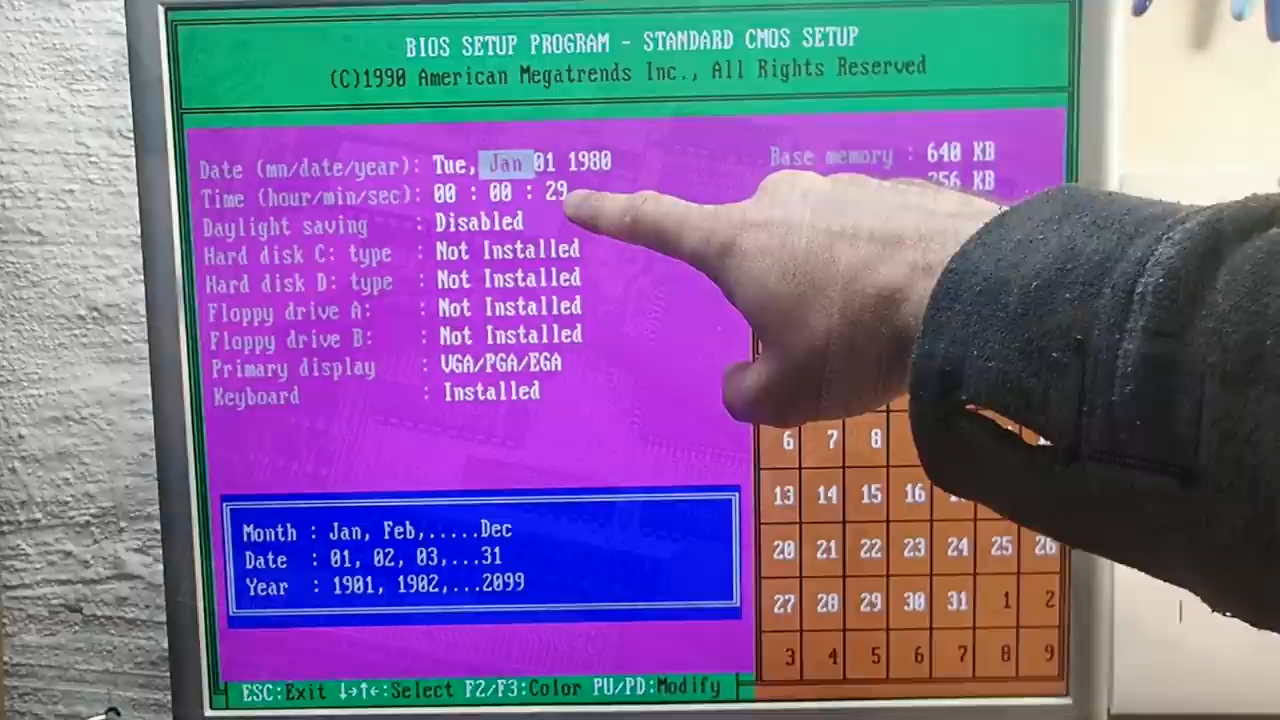 BIOS SETUP PROGRAM - STANDARD CMOS SETUP
(C)1990 American Megatrends Inc., All Rights Reserved
Date (mn/date/year): Tue, Jan 01 1980
Base memory : 640 KB
Time (hour/min/sec): 00 : 00 : 29
256 KB
Daylight saving : Disabled
Hard disk C: type : Not Installed
Hard disk D: type : Not Installed
Floppy drive A: : Not Installed
Floppy drive B: : Not Installed
Primary display : VGA/PGA/EGA
Keyboard : Installed
6 7 8
13 14 15 16
20 21 22 23 24 25 26
27 28 29 30 31 1 2
3 4 5 6 7 8 9
Month : Jan, Feb,.....Dec
Date : 01, 02, 03,...31
Year : 1901, 1902,...2099
ESC:Exit ↓→↑←:Select F2/F3:Color PU/PD:Modify